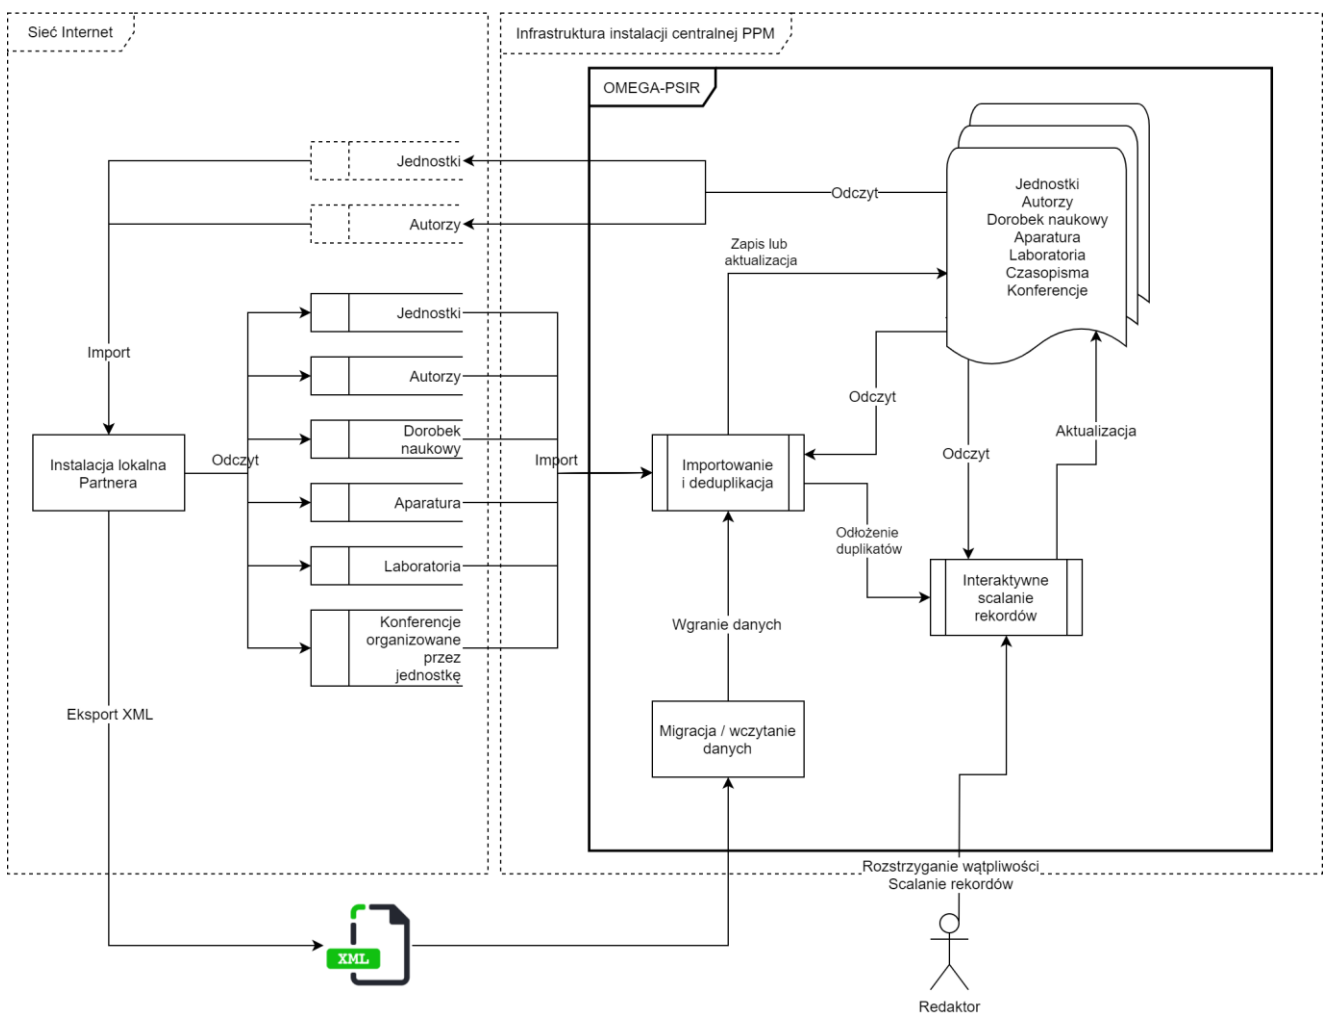 Sieć Internet
Infrastruktura instalacji centralnej PPM
OMEGA-PSIR
Jednostki
Autorzy
Odczyt
Jednostki
Autorzy
Dorobek naukowy
Aparatura
Laboratoria
Czasopisma
Konferencje
Zapis lub
aktualizacja
Import
Jednostki
Autorzy
Dorobek
naukowy
Aparatura
Laboratoria
Konferencje
organizowane
przez
jednostkę
Instalacja lokalna
Partnera
Odczyt
Import
Importowanie
i deduplikacja
Odczyt
Odczyt
Aktualizacja
Odłożenie
duplikatów
Interaktywne
scalanie
rekordów
Wgranie danych
Eksport XML
Migracja / wczytanie
danych
Rozstrzyganie wątpliwości
Scalanie rekordów
XML
Redaktor